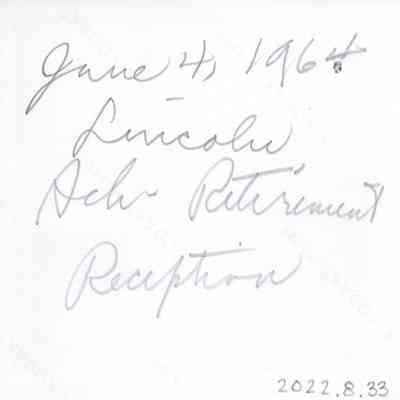 June 4, 1964
Lincoln
Sch- Retirement
Reception
2022.8.33